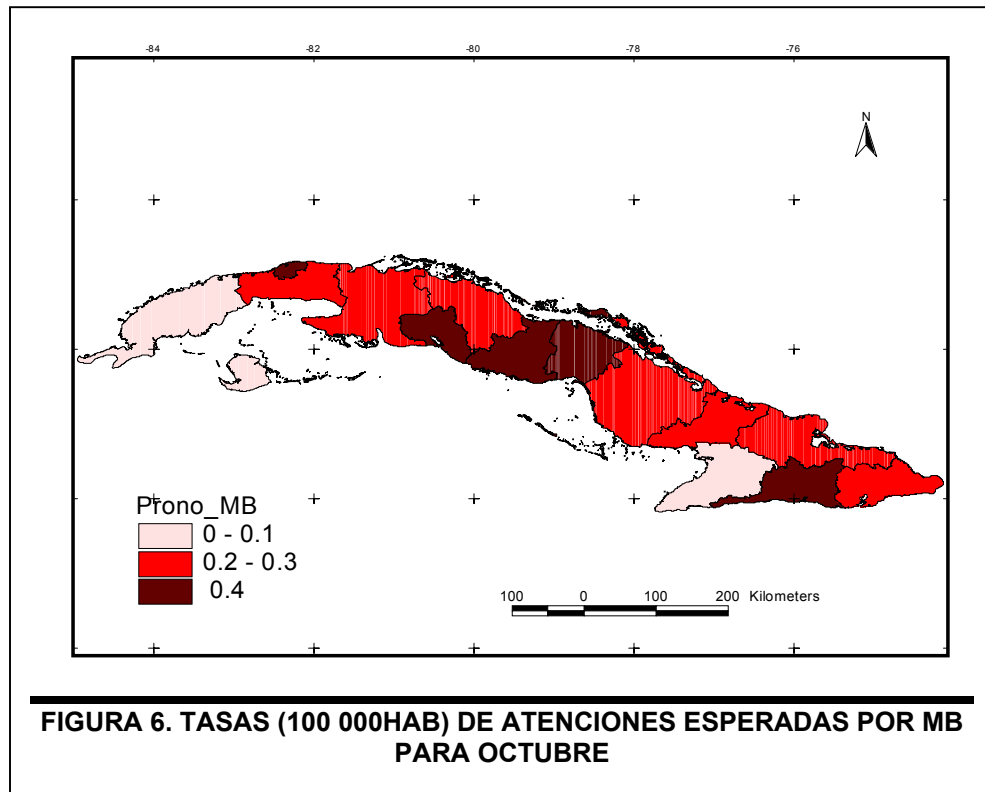 -84 -82 -80 -78 -76
N
Prono_MB
0 - 0.1
0.2 - 0.3
0.4
100 0 100 200 Kilometers
FIGURA 6. TASAS (100 000HAB) DE ATENCIONES ESPERADAS POR MB
PARA OCTUBRE